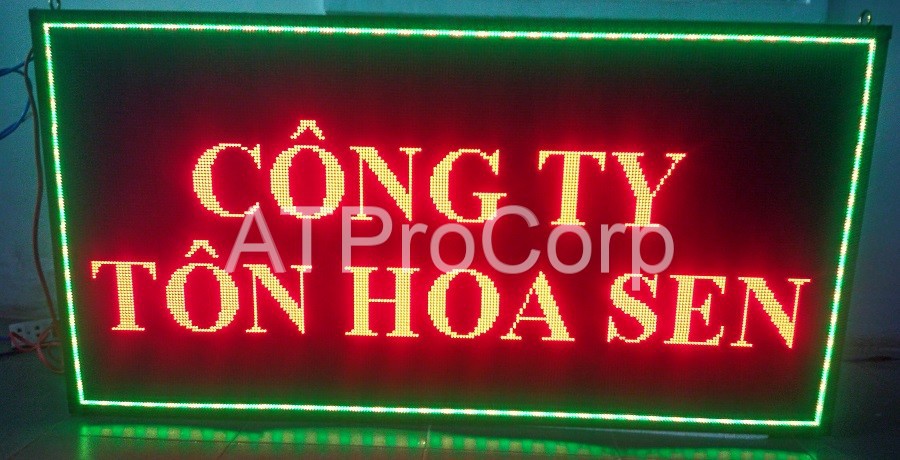 CÔNG TY
ATProCorp
TÔN HOA SEN